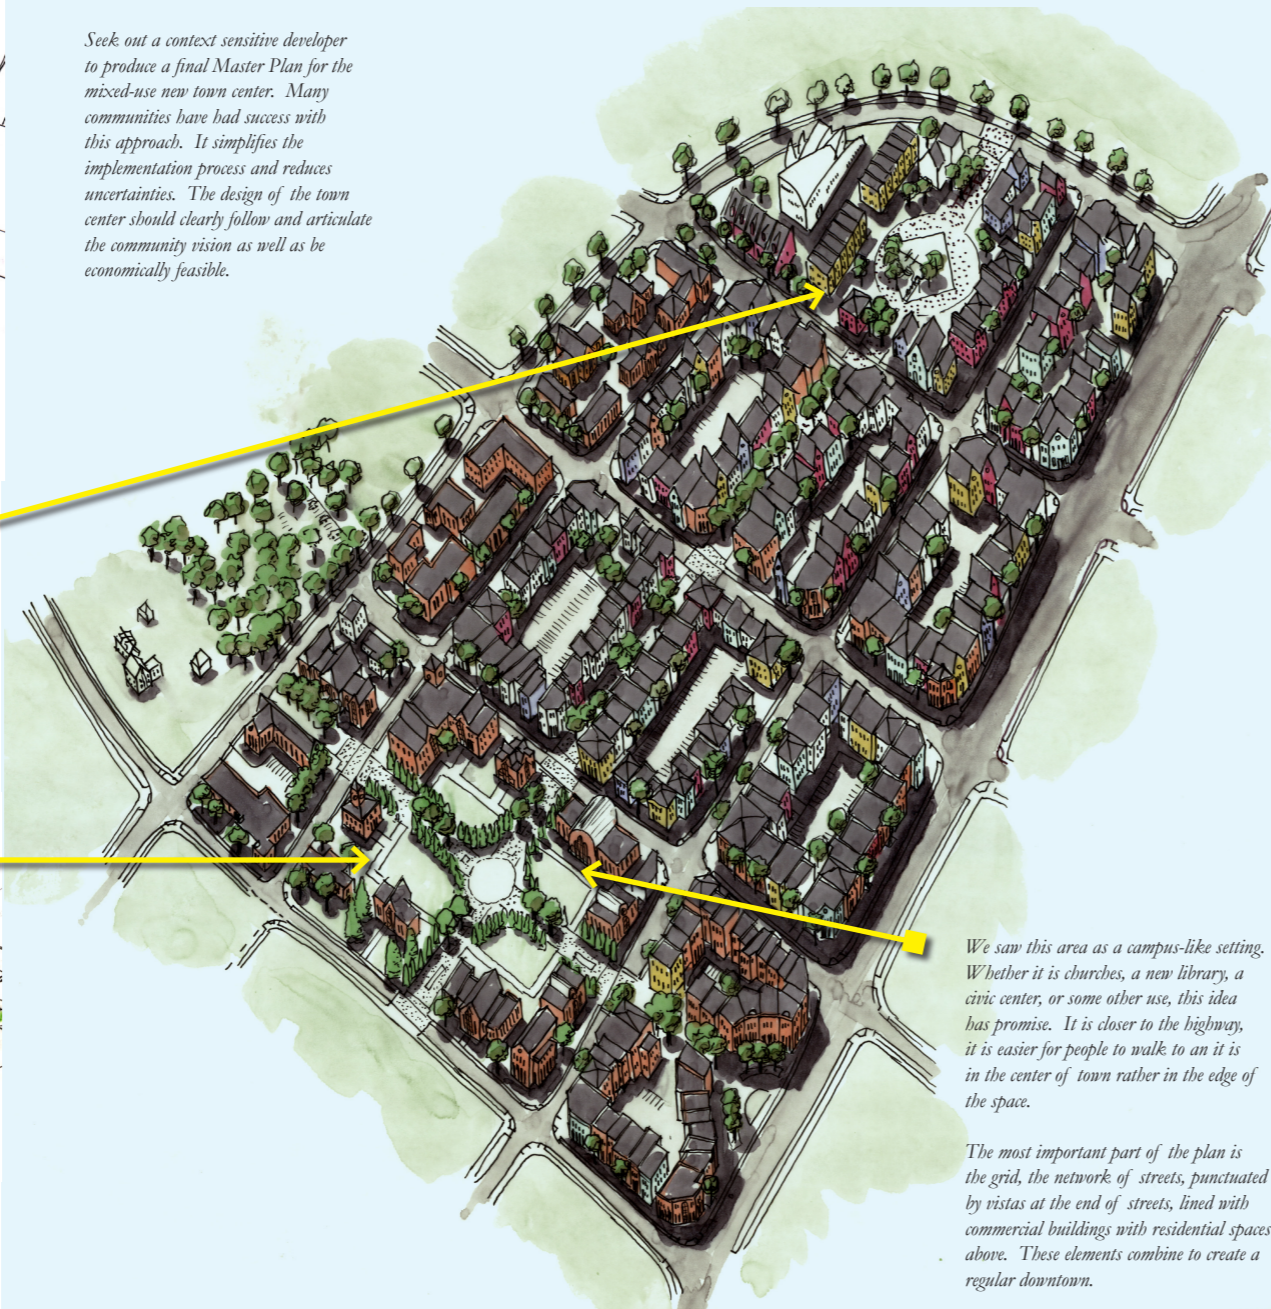 Seek out a context sensitive developer
to produce a final Master Plan for the
mixed-use new town center. Many
communities have had success with
this approach. It simplifies the
implementation process and reduces
uncertainties. The design of the town
center should clearly follow and articulate
the community vision as well as be
economically feasible.
We saw this area as a campus-like setting.
Whether it is churches, a new library, a
civic center, or some other use, this idea
has promise. It is closer to the highway,
it is easier for people to walk to an it is
in the center of town rather in the edge of
the space.
The most important part of the plan is
the grid, the network of streets, punctuated
by vistas at the end of streets, lined with
commercial buildings with residential spaces
above. These elements combine to create a
regular downtown.